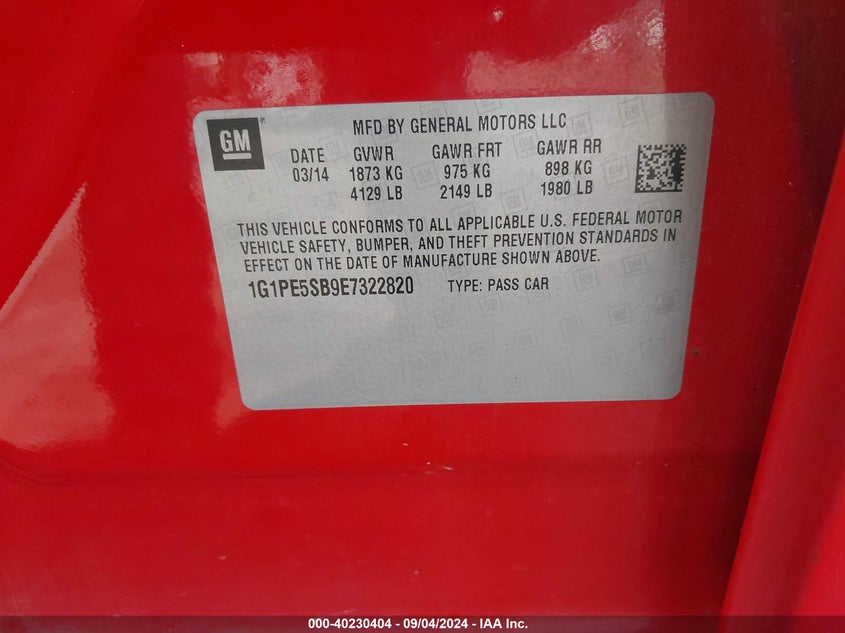 GM ®
MFD BY GENERAL MOTORS LLC
DATE GVWR GAWR FRT GAWR RR
03/14 1873 KG 975 KG 898 KG
4129 LB 2149 LB 1980 LB
THIS VEHICLE CONFORMS TO ALL APPLICABLE U.S. FEDERAL MOTOR
VEHICLE SAFETY, BUMPER, AND THEFT PREVENTION STANDARDS IN
EFFECT ON THE DATE OF MANUFACTURE SHOWN ABOVE.
1G1PE5SB9E7322820 TYPE: PASS CAR
000-40230404 - 09/04/2024 - IAA Inc.